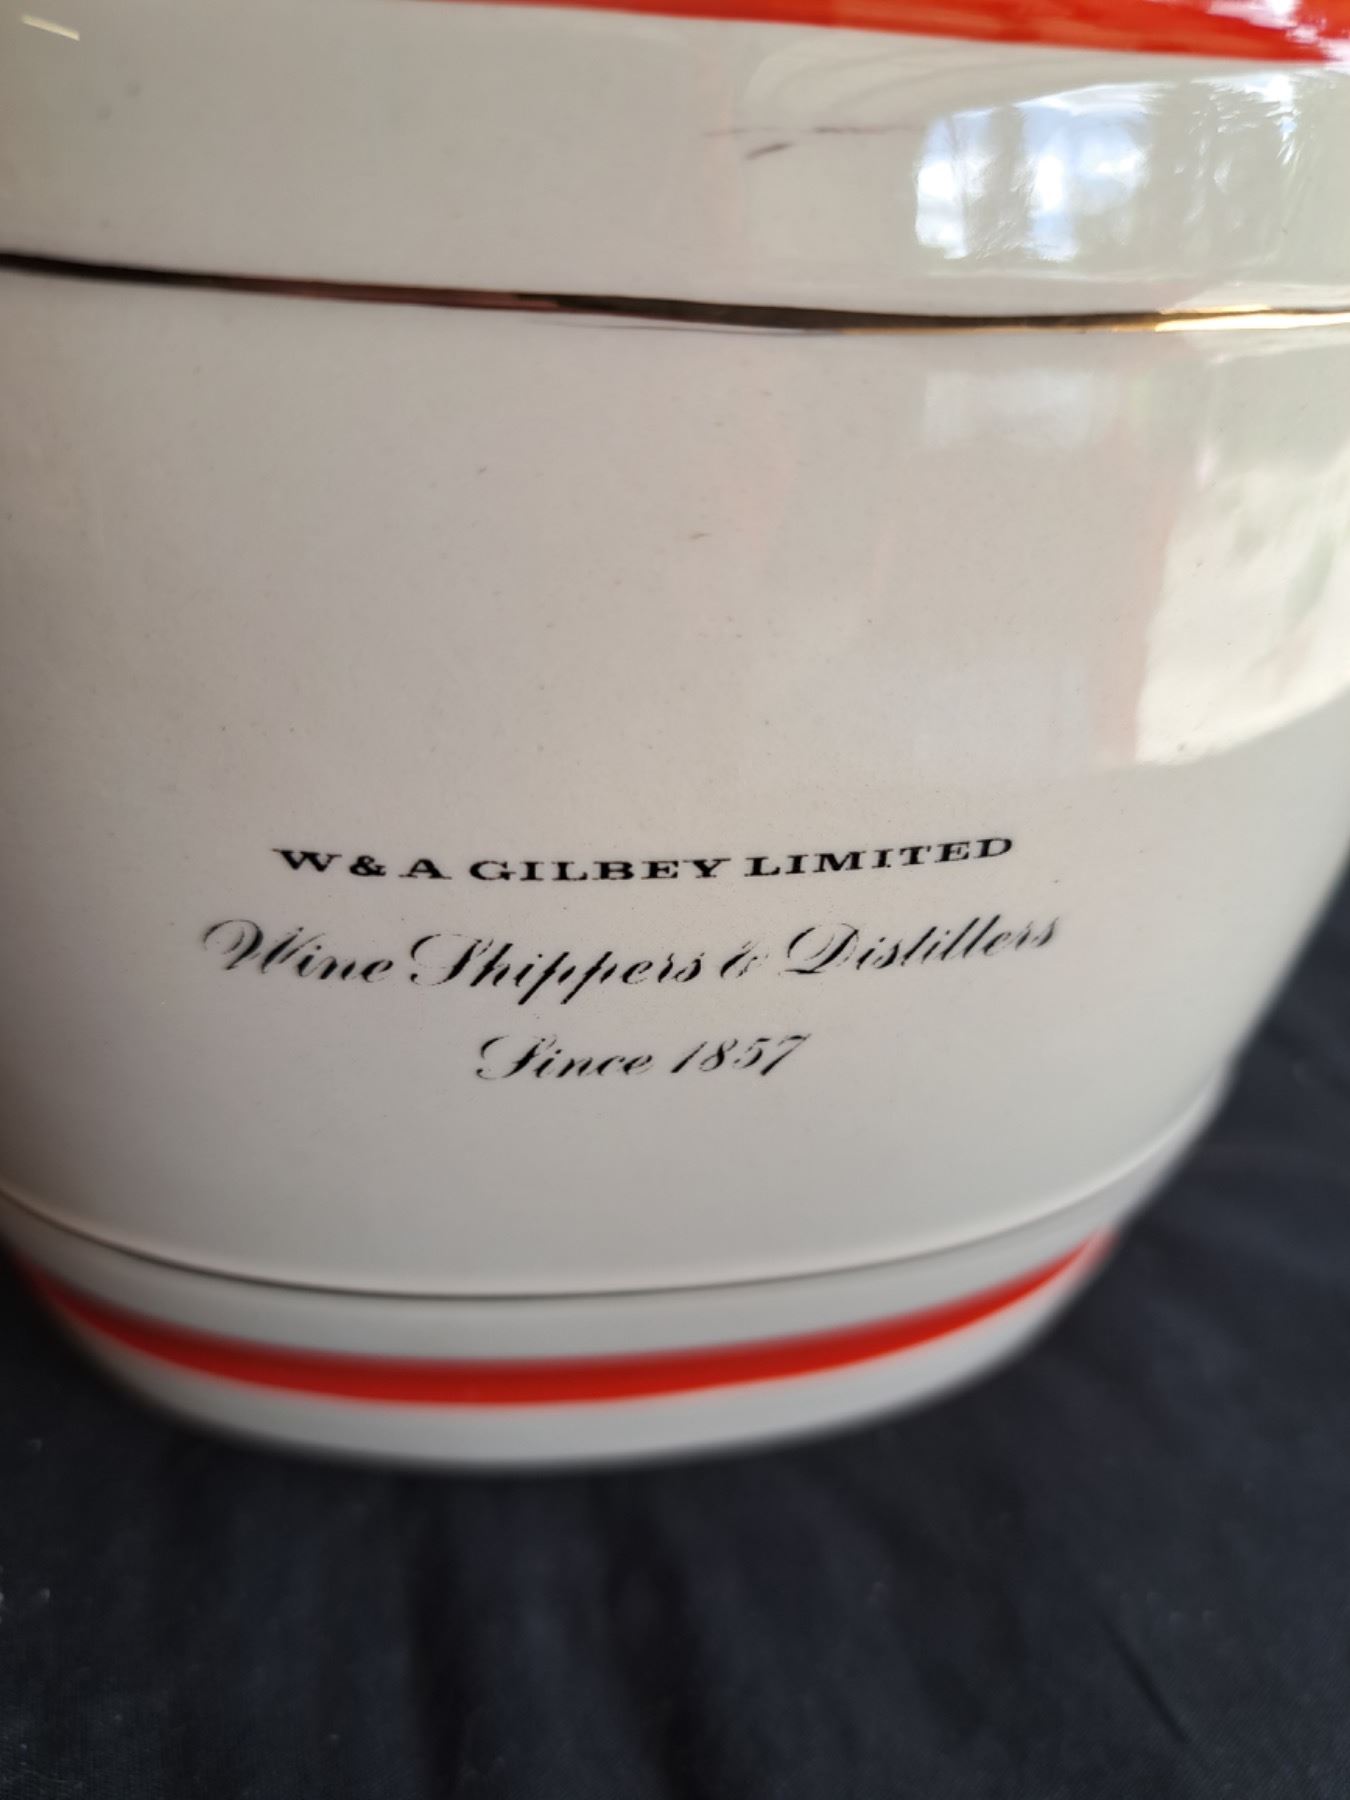 W & A GILBEY LIMITED
Wine Shippers & Distillers
Since 1857